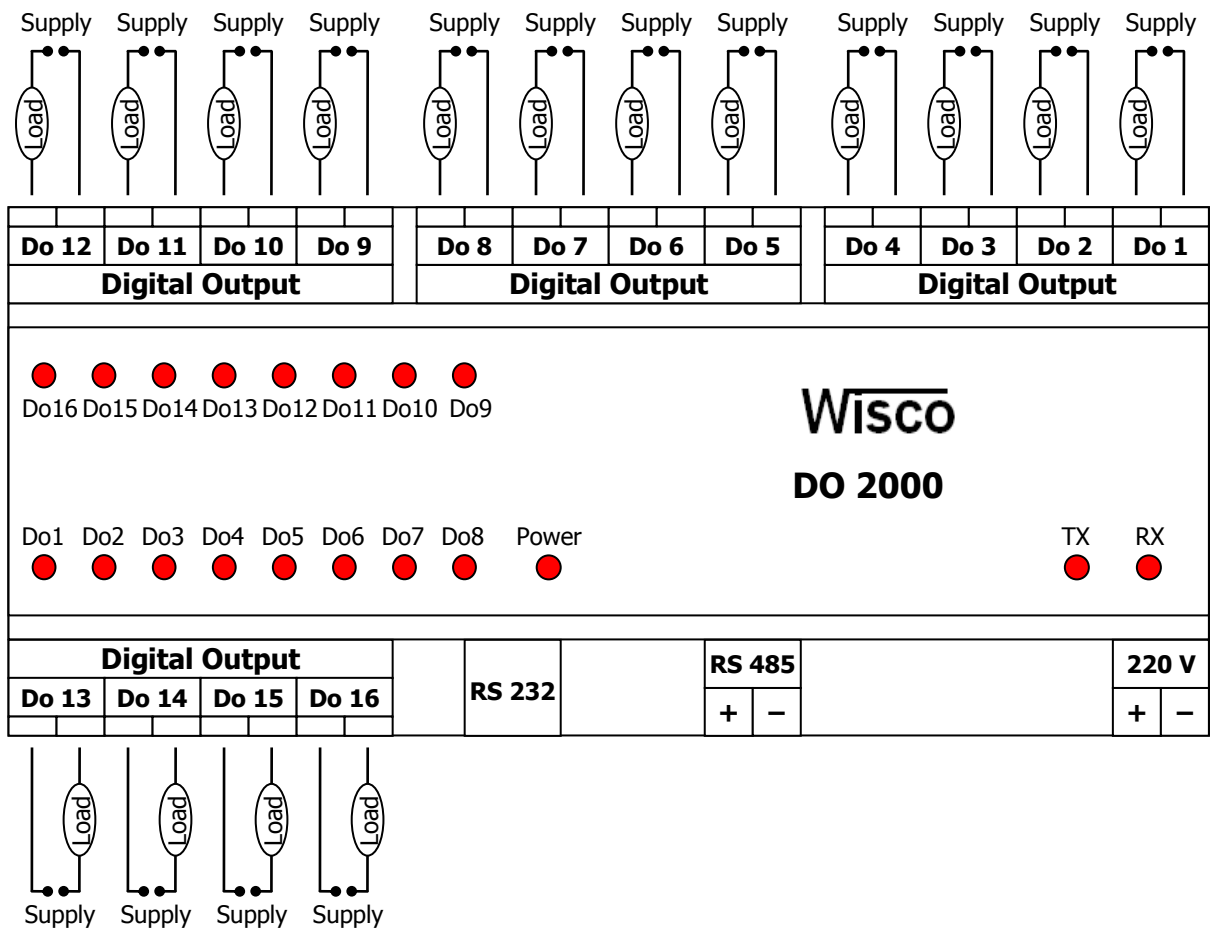 Supply Supply Supply Supply Supply Supply Supply Supply Supply Supply Supply Supply
Load Load Load Load Load Load Load Load Load Load Load Load
Do 12 Do 11 Do 10 Do 9 Do 8 Do 7 Do 6 Do 5 Do 4 Do 3 Do 2 Do 1
Digital Output Digital Output Digital Output
Do16 Do15 Do14 Do13 Do12 Do11 Do10 Do9
Wisco
DO 2000
Do1 Do2 Do3 Do4 Do5 Do6 Do7 Do8 Power TX RX
Digital Output RS 232 RS 485 220 V
Do 13 Do 14 Do 15 Do 16 + – + –
Load Load Load Load
Supply Supply Supply Supply